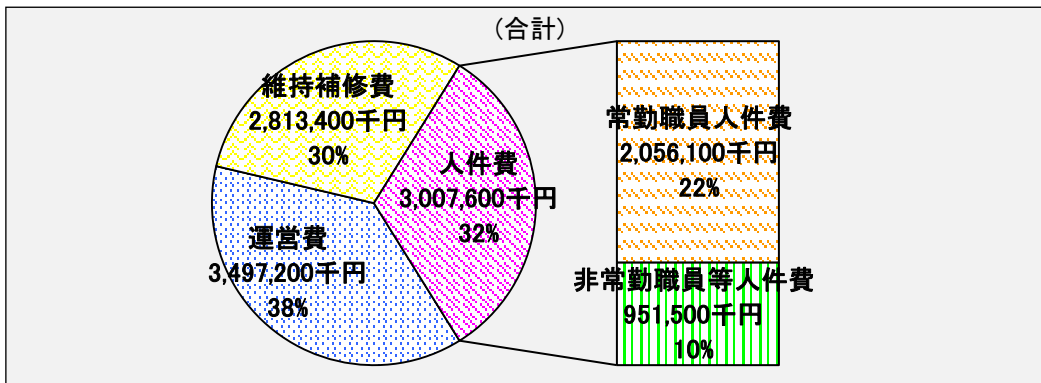 (合計)
維持補修費
2,813,400千円
30%
人件費
3,007,600千円
32%
運営費
3,497,200千円
38%
常勤職員人件費
2,056,100千円
22%
非常勤職員等人件費
951,500千円
10%